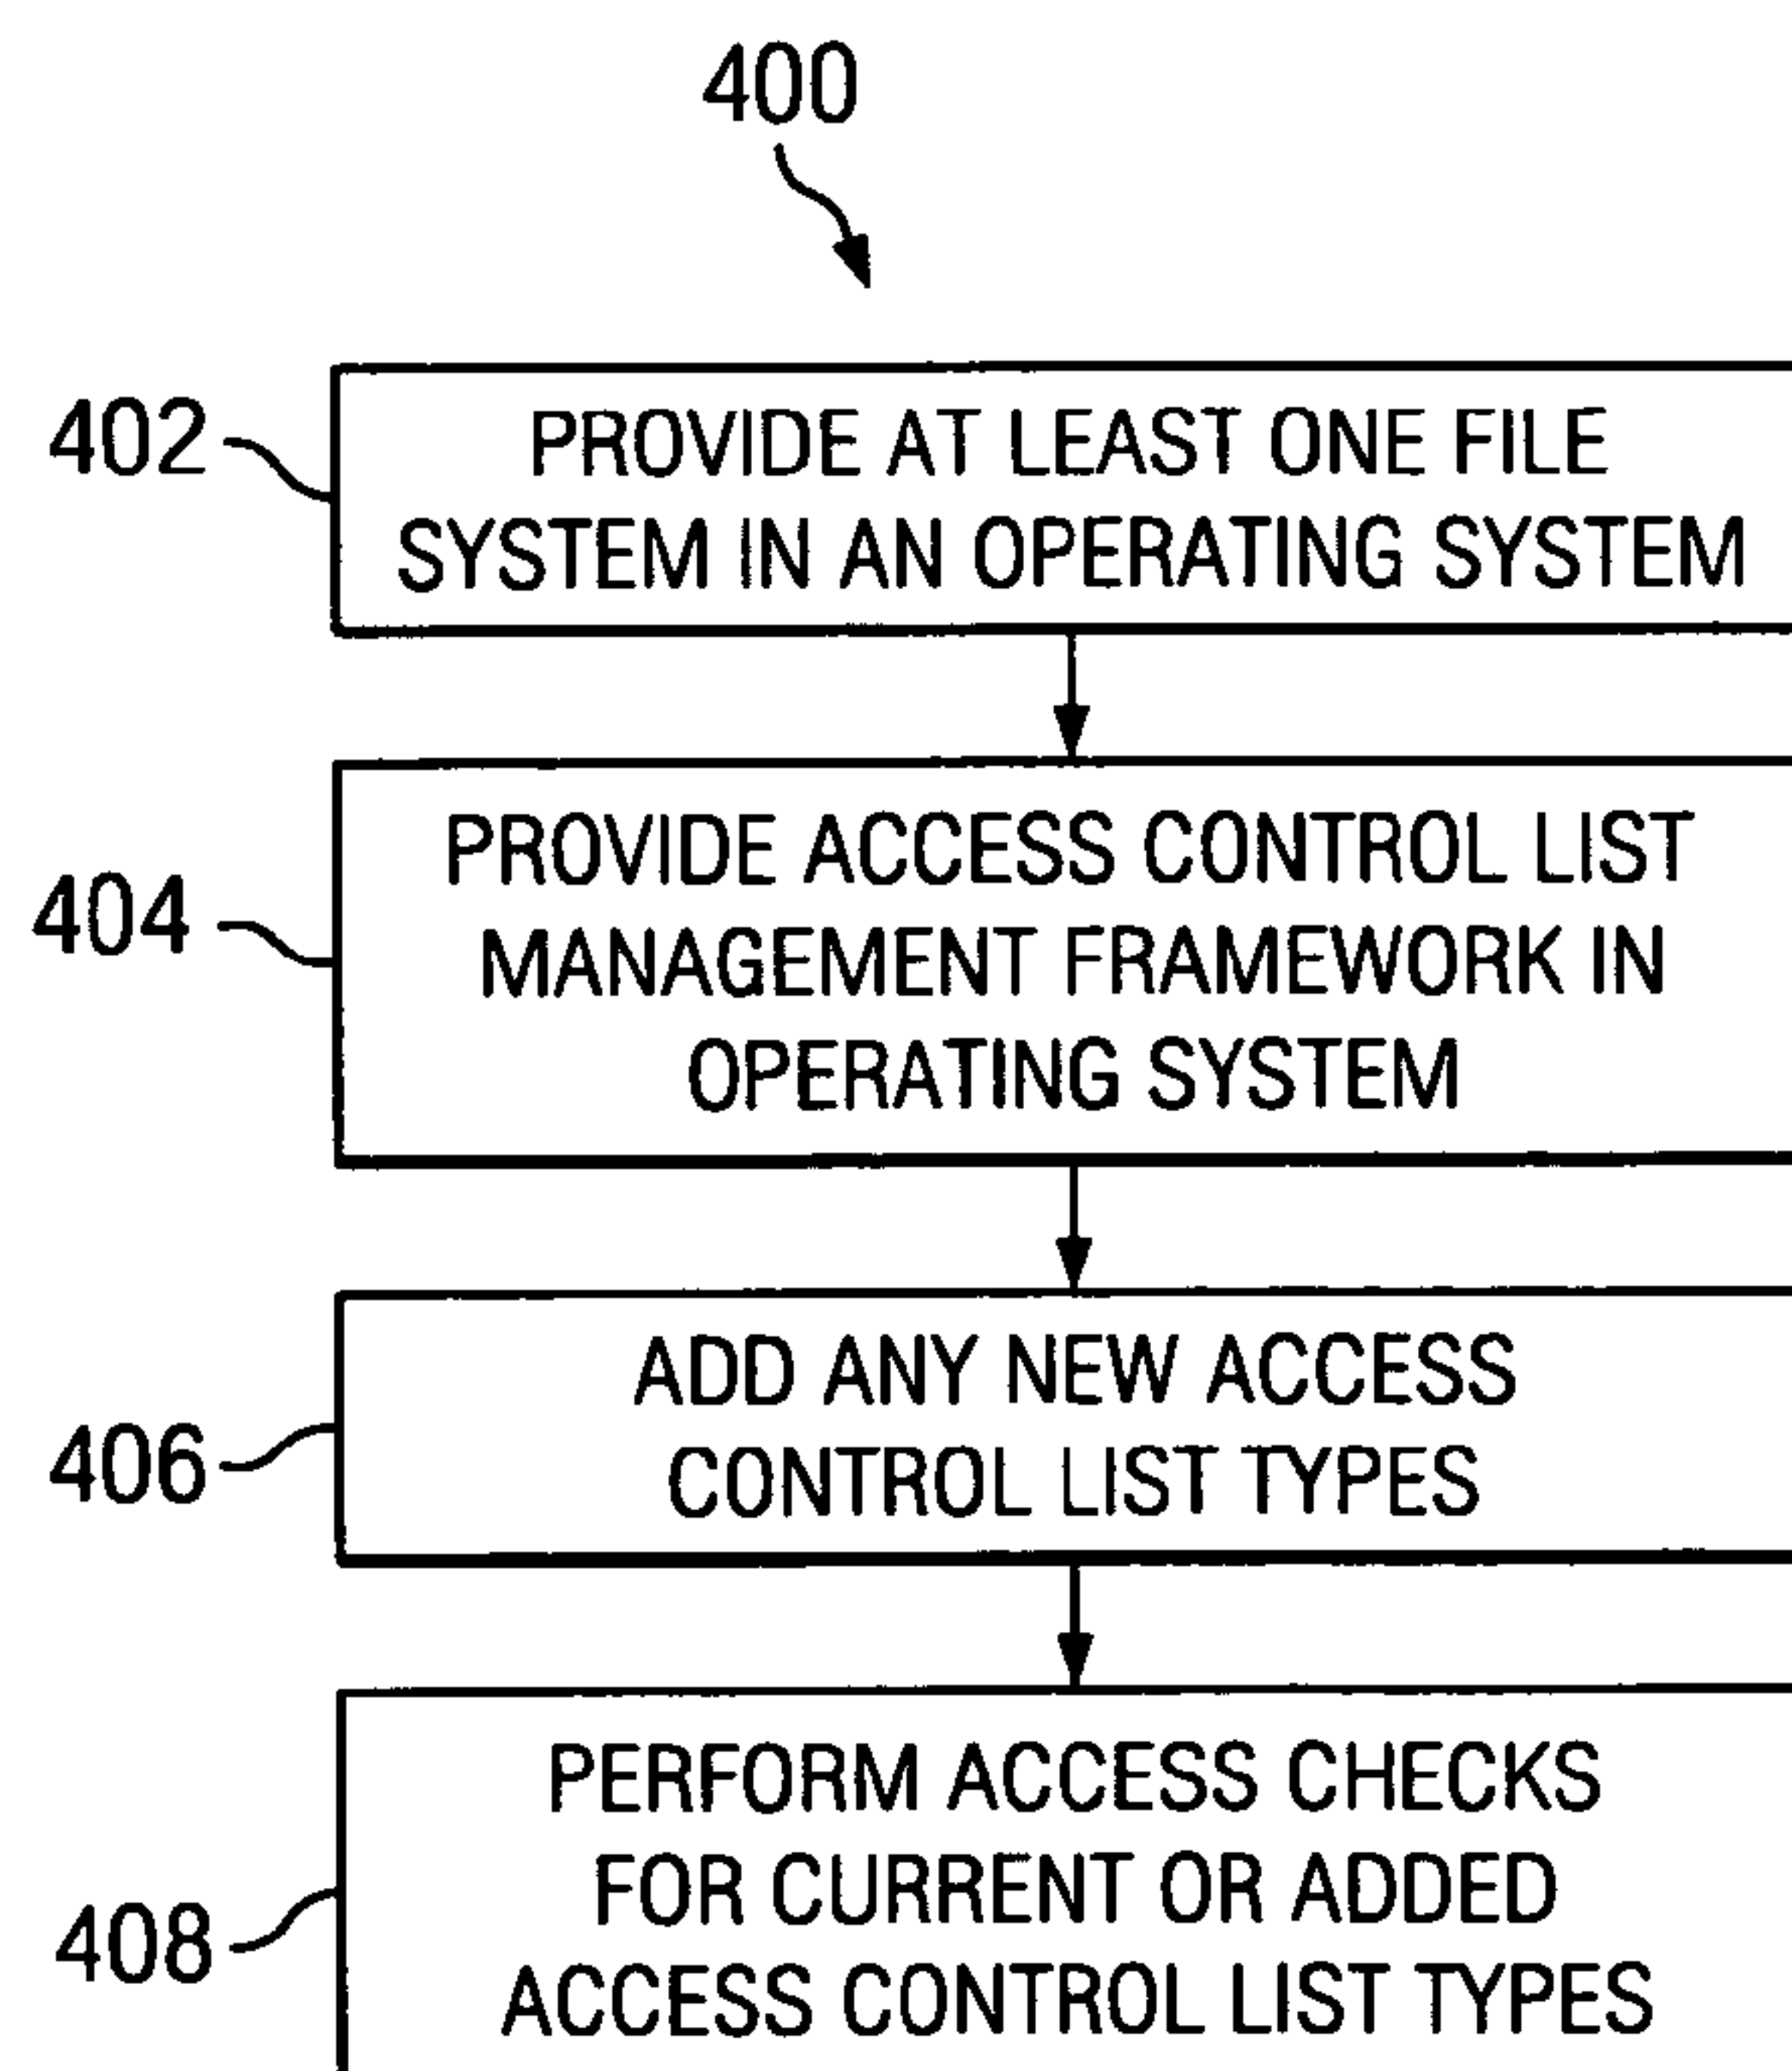 400
402
PROVIDE AT LEAST ONE FILE
SYSTEM IN AN OPERATING SYSTEM
404
PROVIDE ACCESS CONTROL LIST
MANAGEMENT FRAMEWORK IN
OPERATING SYSTEM
406
ADD ANY NEW ACCESS
CONTROL LIST TYPES
408
PERFORM ACCESS CHECKS
FOR CURRENT OR ADDED
ACCESS CONTROL LIST TYPES